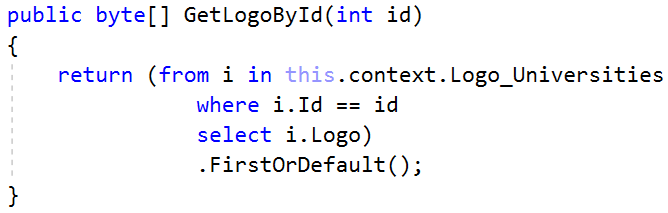 public byte[] GetLogoById(int id)
{
    return (from i in this.context.Logo_Universities
            where i.Id == id
            select i.Logo)
            .FirstOrDefault();
}